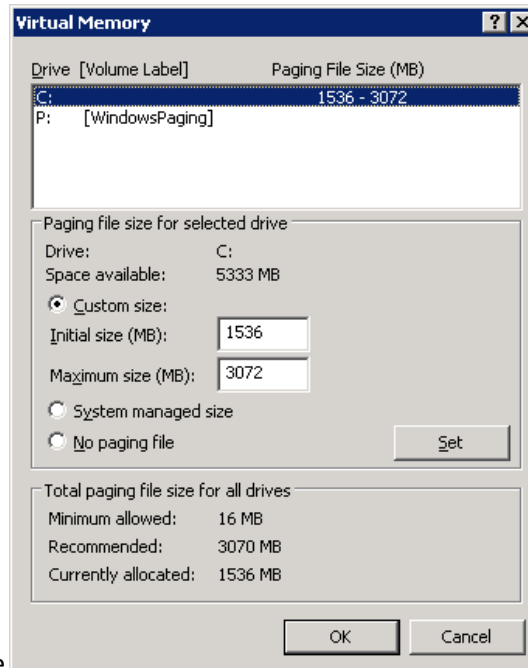 Virtual Memory
Drive [Volume Label] Paging File Size (MB)
C: 1536 - 3072
P: [WindowsPaging]
Paging file size for selected drive
Drive: C:
Space available: 5333 MB
Custom size:
Initial size (MB): 1536
Maximum size (MB): 3072
System managed size
No paging file Set
Total paging file size for all drives
Minimum allowed: 16 MB
Recommended: 3070 MB
Currently allocated: 1536 MB
OK Cancel